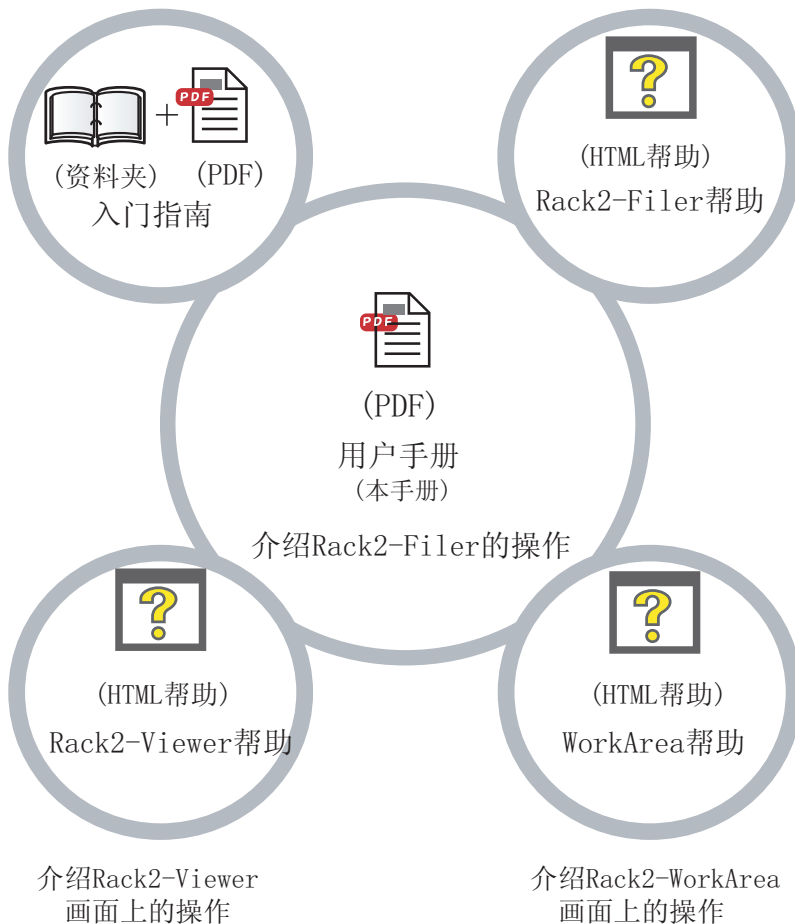 PDF
+
(资料夹) (PDF)
入门指南
(HTML帮助)
Rack2-Filer帮助
PDF
(PDF)
用户手册
(本手册)
介绍Rack2-Filer的操作
(HTML帮助)
Rack2-Viewer帮助
(HTML帮助)
WorkArea帮助
介绍Rack2-Viewer
画面上的操作
介绍Rack2-WorkArea
画面上的操作